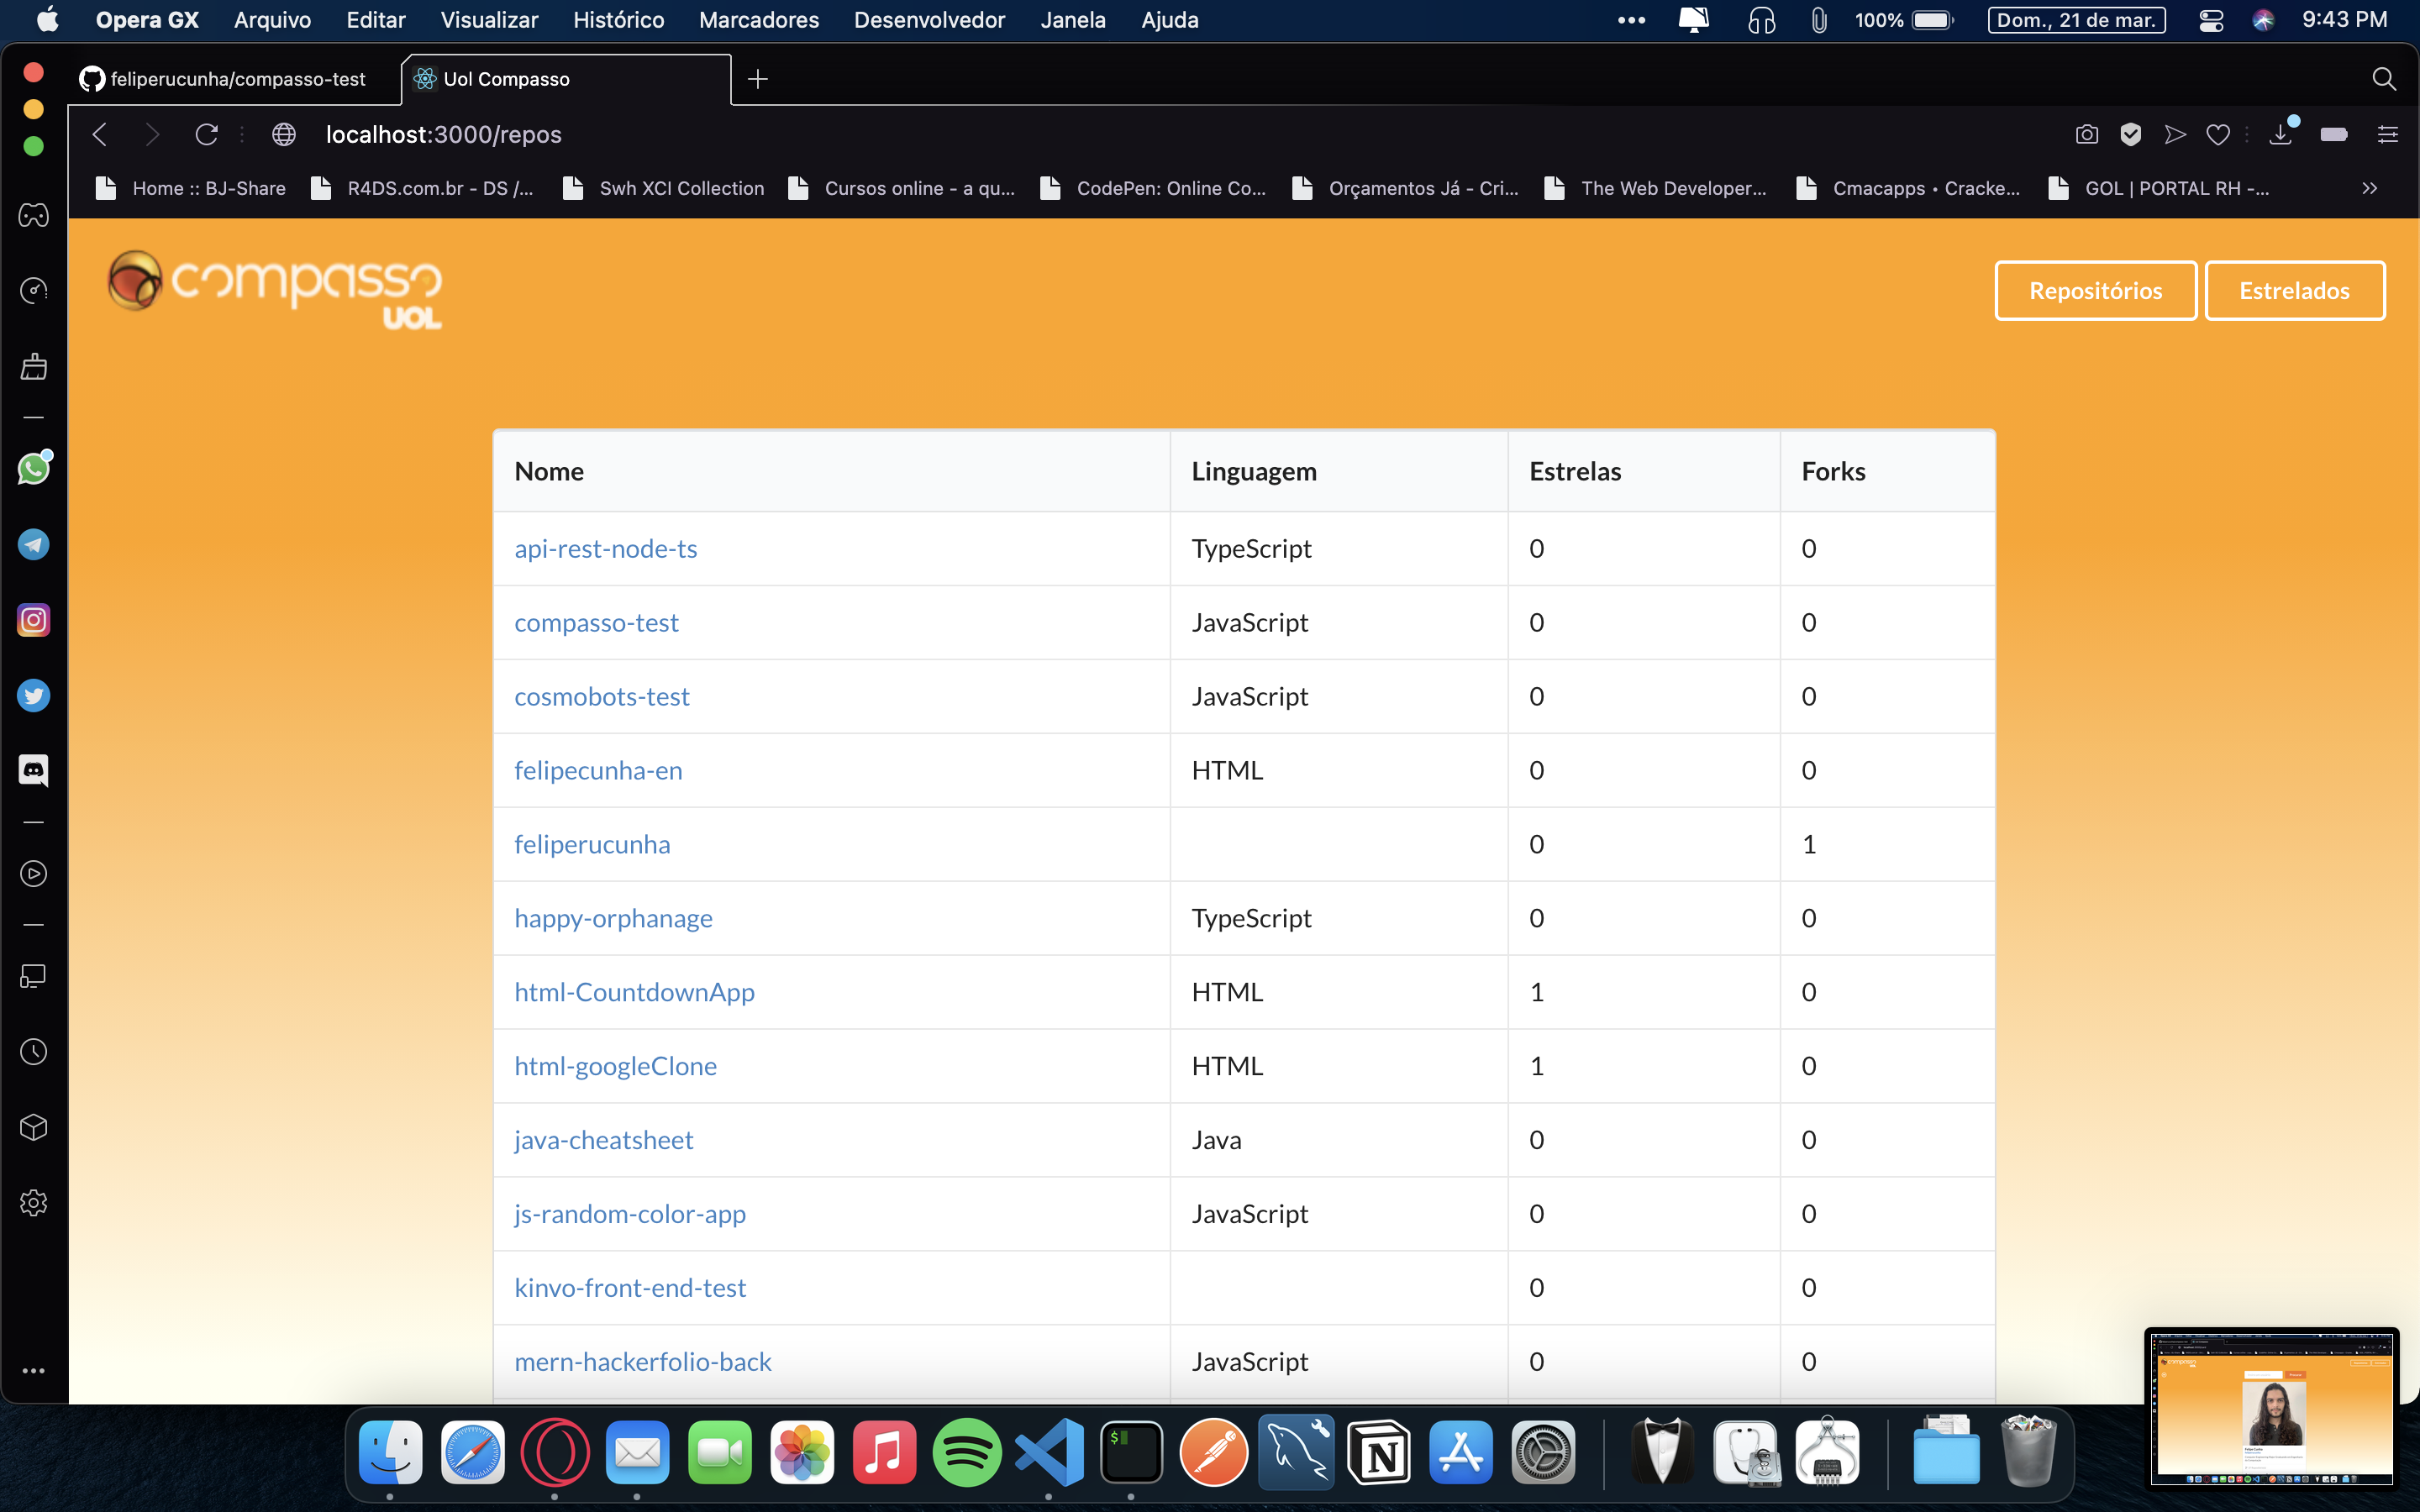 Opera GX Arquivo Editar Visualizar Histórico Marcadores Desenvolvedor Janela Ajuda 100% Dom., 21 de mar. 9:43 PM
feliperucunha/compasso-test Uol Compasso
localhost:3000/repos
Home :: BJ-Share R4DS.com.br - DS /... Swh XCI Collection Cursos online - a qu... CodePen: Online Co... Orçamentos Já - Cri... The Web Developer... Cmacapps • Cracke... GOL | PORTAL RH -...
compasso
UOL
Repositórios Estrelados
Nome Linguagem Estrelas Forks
api-rest-node-ts TypeScript 0 0
compasso-test JavaScript 0 0
cosmobots-test JavaScript 0 0
felipecunha-en HTML 0 0
feliperucunha 0 1
happy-orphanage TypeScript 0 0
html-CountdownApp HTML 1 0
html-googleClone HTML 1 0
java-cheatsheet Java 0 0
js-random-color-app JavaScript 0 0
kinvo-front-end-test 0 0
mern-hackerfolio-back JavaScript 0 0